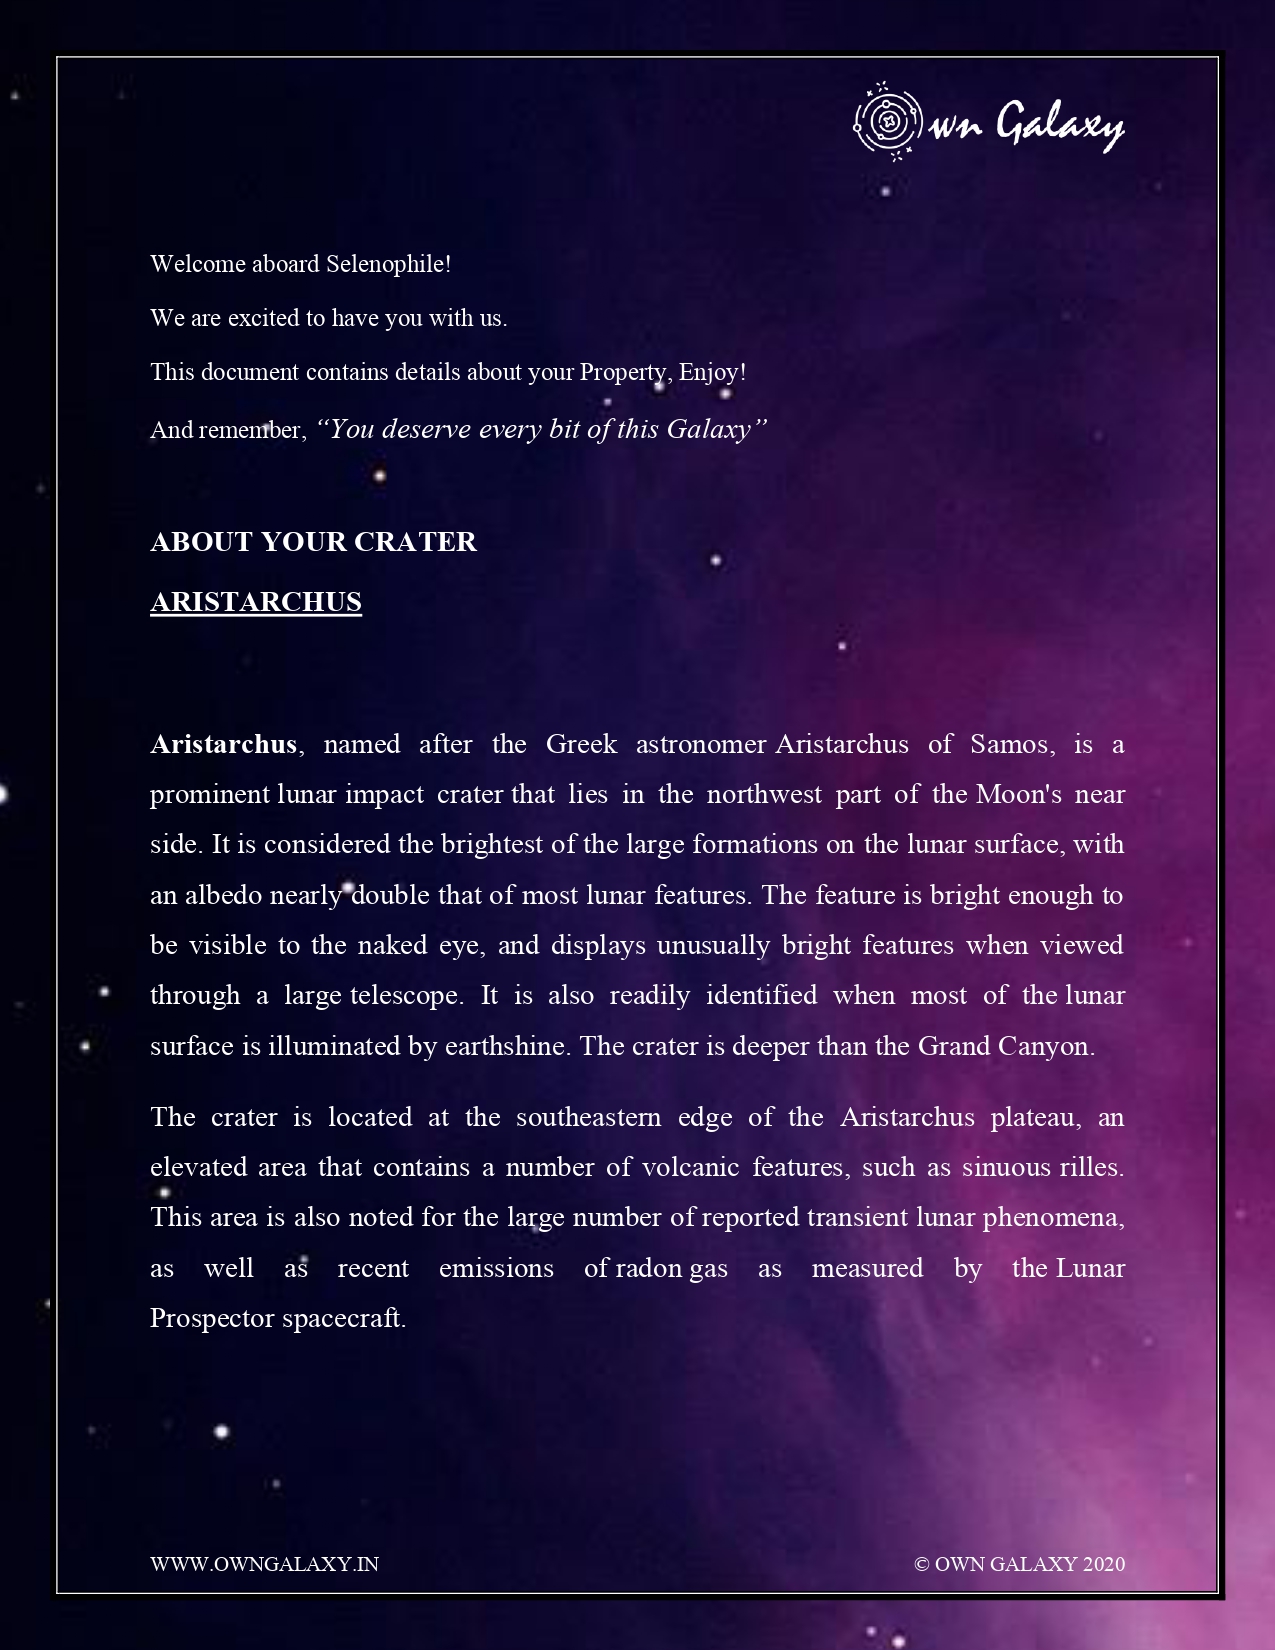 Own Galaxy
Welcome aboard Selenophile!
We are excited to have you with us.
This document contains details about your Property, Enjoy!
And remember, “You deserve every bit of this Galaxy”
ABOUT YOUR CRATER
ARISTARCHUS
Aristarchus, named after the Greek astronomer Aristarchus of Samos, is a
prominent lunar impact crater that lies in the northwest part of the Moon's near
side. It is considered the brightest of the large formations on the lunar surface, with
an albedo nearly double that of most lunar features. The feature is bright enough to
be visible to the naked eye, and displays unusually bright features when viewed
through a large telescope. It is also readily identified when most of the lunar
surface is illuminated by earthshine. The crater is deeper than the Grand Canyon.
The crater is located at the southeastern edge of the Aristarchus plateau, an
elevated area that contains a number of volcanic features, such as sinuous rilles.
This area is also noted for the large number of reported transient lunar phenomena,
as well as recent emissions of radon gas as measured by the Lunar
Prospector spacecraft.
WWW.OWNGALAXY.IN © OWN GALAXY 2020